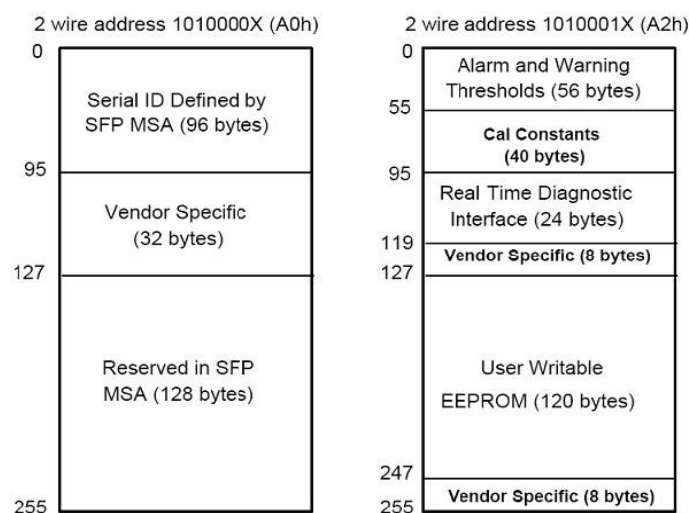 2 wire address 1010000X (A0h)
0
Serial ID Defined by
SFP MSA (96 bytes)
95
Vendor Specific
(32 bytes)
127
Reserved in SFP
MSA (128 bytes)
255
2 wire address 1010001X (A2h)
0
Alarm and Warning
Thresholds (56 bytes)
55
Cal Constants
(40 bytes)
95
Real Time Diagnostic
Interface (24 bytes)
119
Vendor Specific (8 bytes)
127
User Writable
EEPROM (120 bytes)
247
Vendor Specific (8 bytes)
255